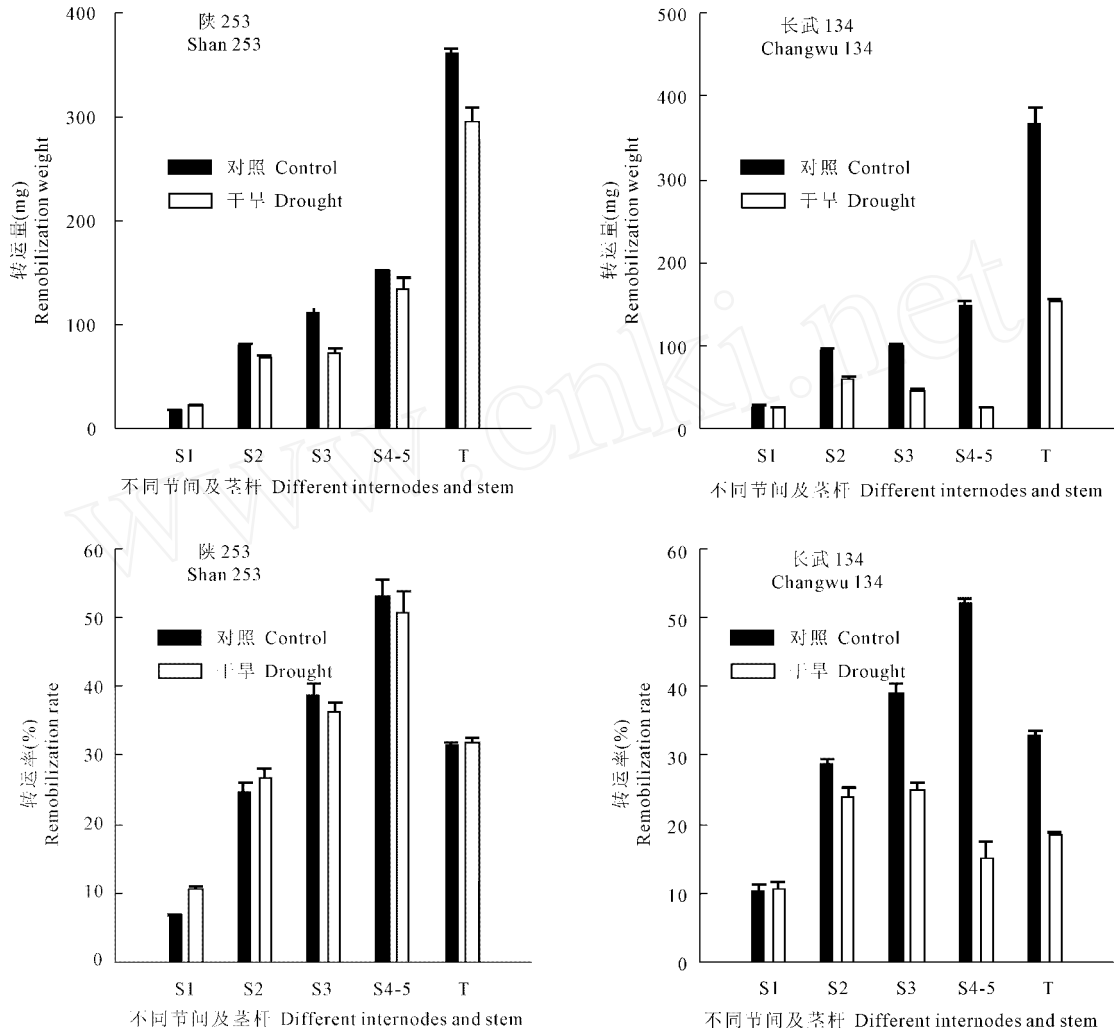 陕 253
Shan 253
400
300
200
100
0
转运量(mg)
Remobilization weight
对照 Control
干旱 Drought
S1 S2 S3 S4-5 T
不同节间及茎杆 Different internodes and stem
长武 134
Changwu 134
500
400
300
200
100
0
转运量(mg)
Remobilization weight
对照 Control
干旱 Drought
S1 S2 S3 S4-5 T
不同节间及茎杆 Different internodes and stem
陕 253
Shan 253
60
50
40
30
20
10
0
转运率(%)
Remobilization rate
对照 Control
干旱 Drought
S1 S2 S3 S4-5 T
不同节间及茎杆 Different internodes and stem
长武 134
Changwu 134
60
50
40
30
20
10
0
转运率(%)
Remobilization rate
对照 Control
干旱 Drought
S1 S2 S3 S4-5 T
不同节间及茎杆 Different internodes and stem
www.cnki.net